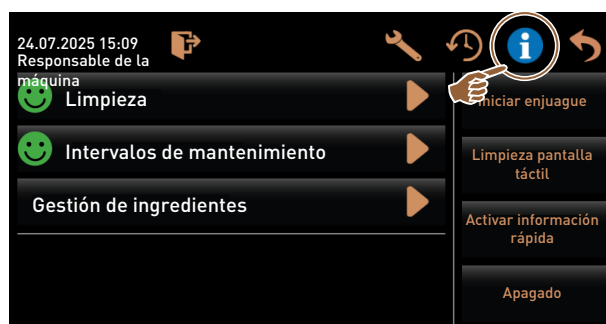 24.07.2025 15:09
Responsable de la
máquina
Limpieza
Intervalos de mantenimiento
Gestión de ingredientes
Iniciar enjuague
Limpieza pantalla
táctil
Activar información
rápida
Apagado